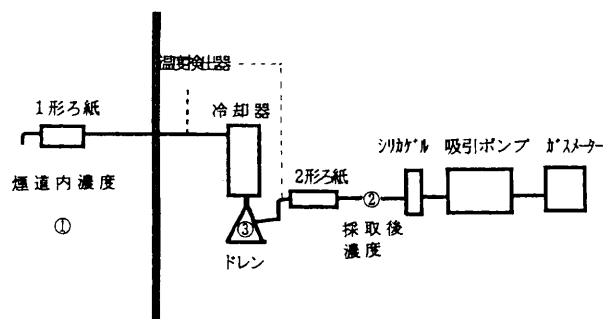 温度検出器
1形ろ紙
冷却器
シリカゲル
吸引ポンプ
ガスメーター
2形ろ紙
煙道内濃度
①
②
③
採取後
濃度
ドレン